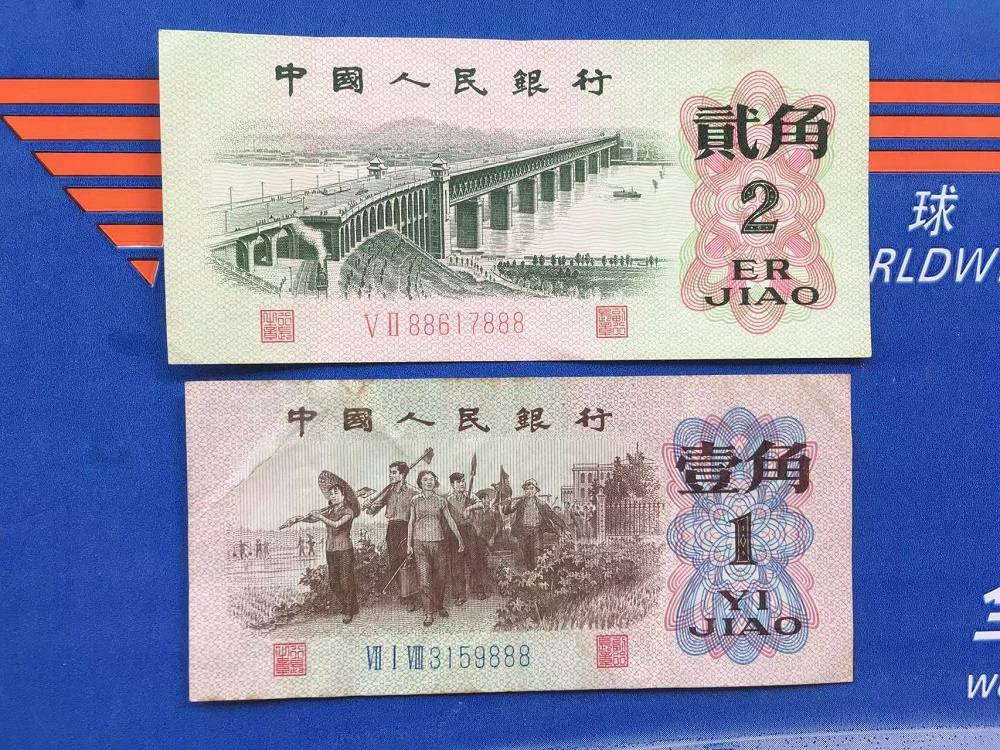 中國人民銀行
貳角
2
ER
JIAO
VII 88617888
球
RLDW
中國人民銀行
壹角
1
YI
JIAO
VII I VIII 3159888